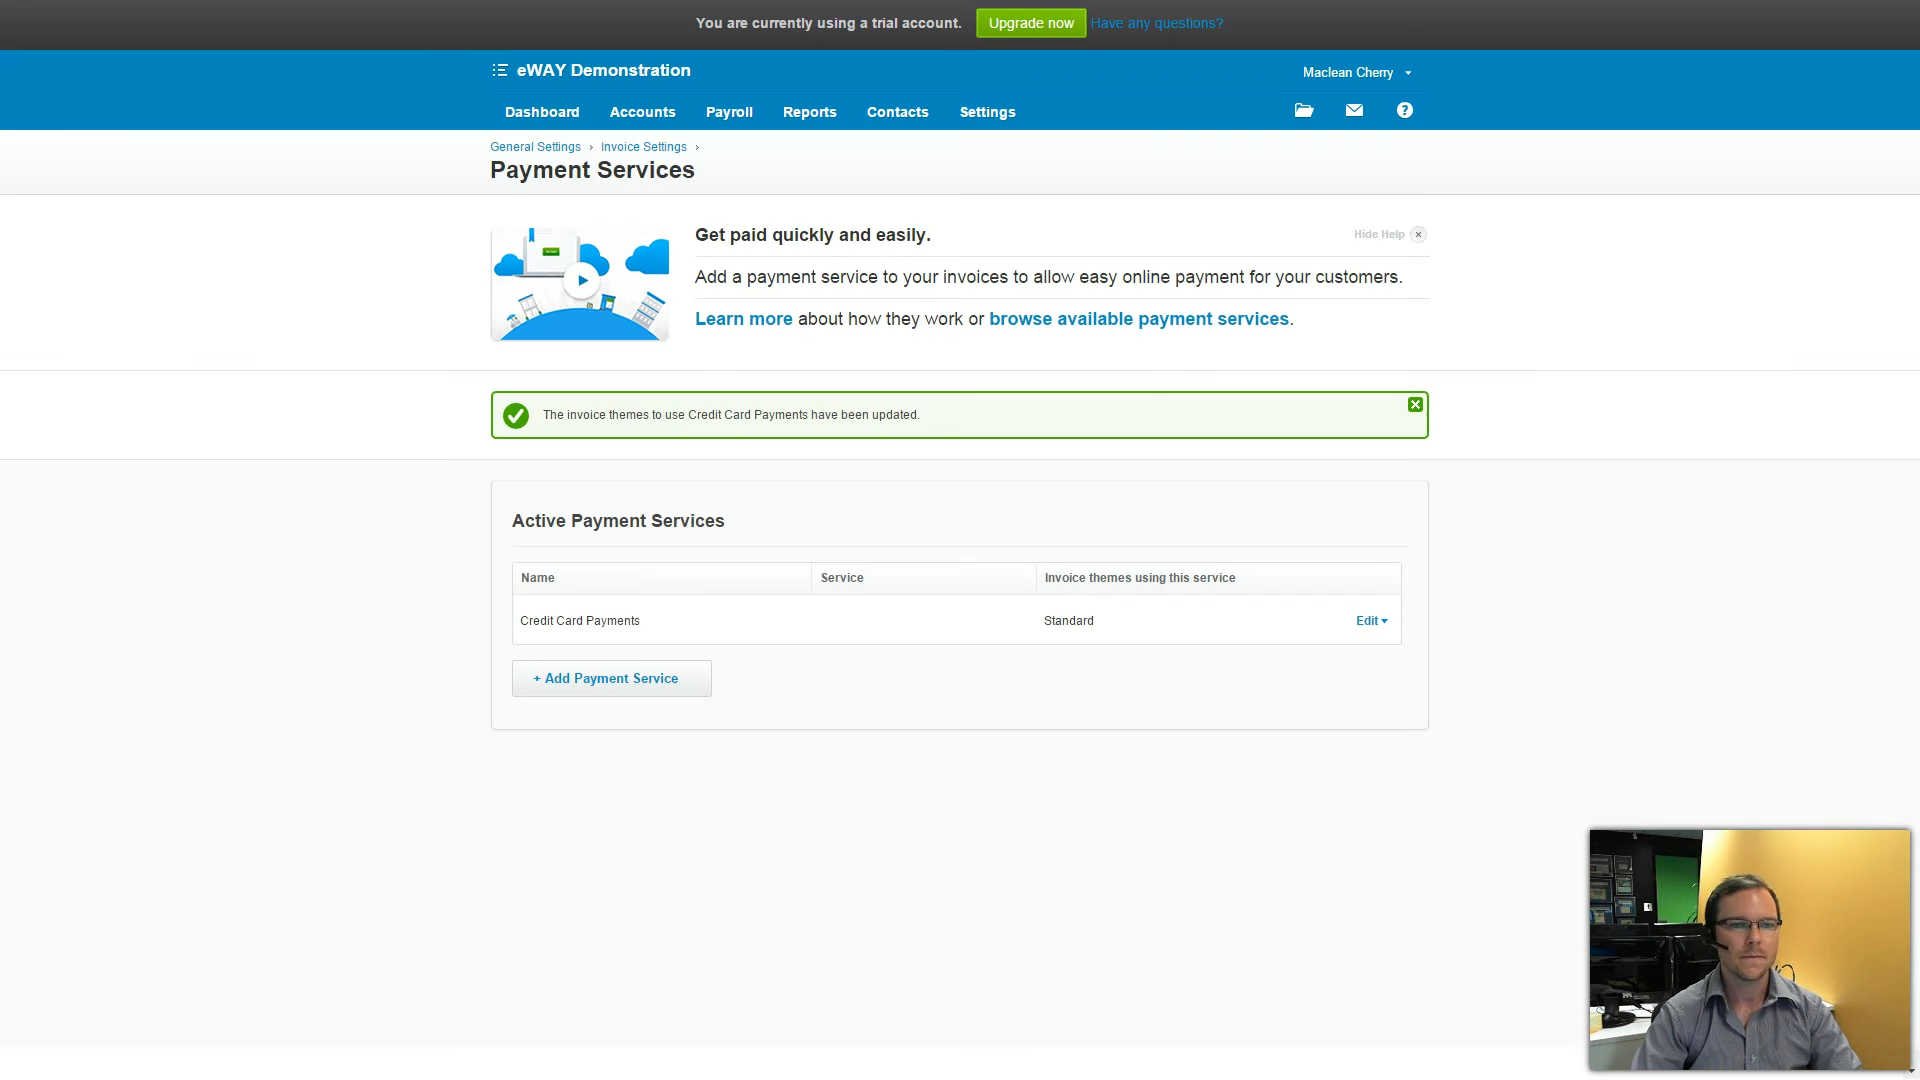 You are currently using a trial account. Upgrade now Have any questions?
eWAY Demonstration
Maclean Cherry
Dashboard Accounts Payroll Reports Contacts Settings
General Settings › Invoice Settings ›
Payment Services
Get paid quickly and easily.
Hide Help
Add a payment service to your invoices to allow easy online payment for your customers.
Learn more about how they work or browse available payment services.
The invoice themes to use Credit Card Payments have been updated.
Active Payment Services
Name Service Invoice themes using this service
Credit Card Payments Standard Edit
+ Add Payment Service